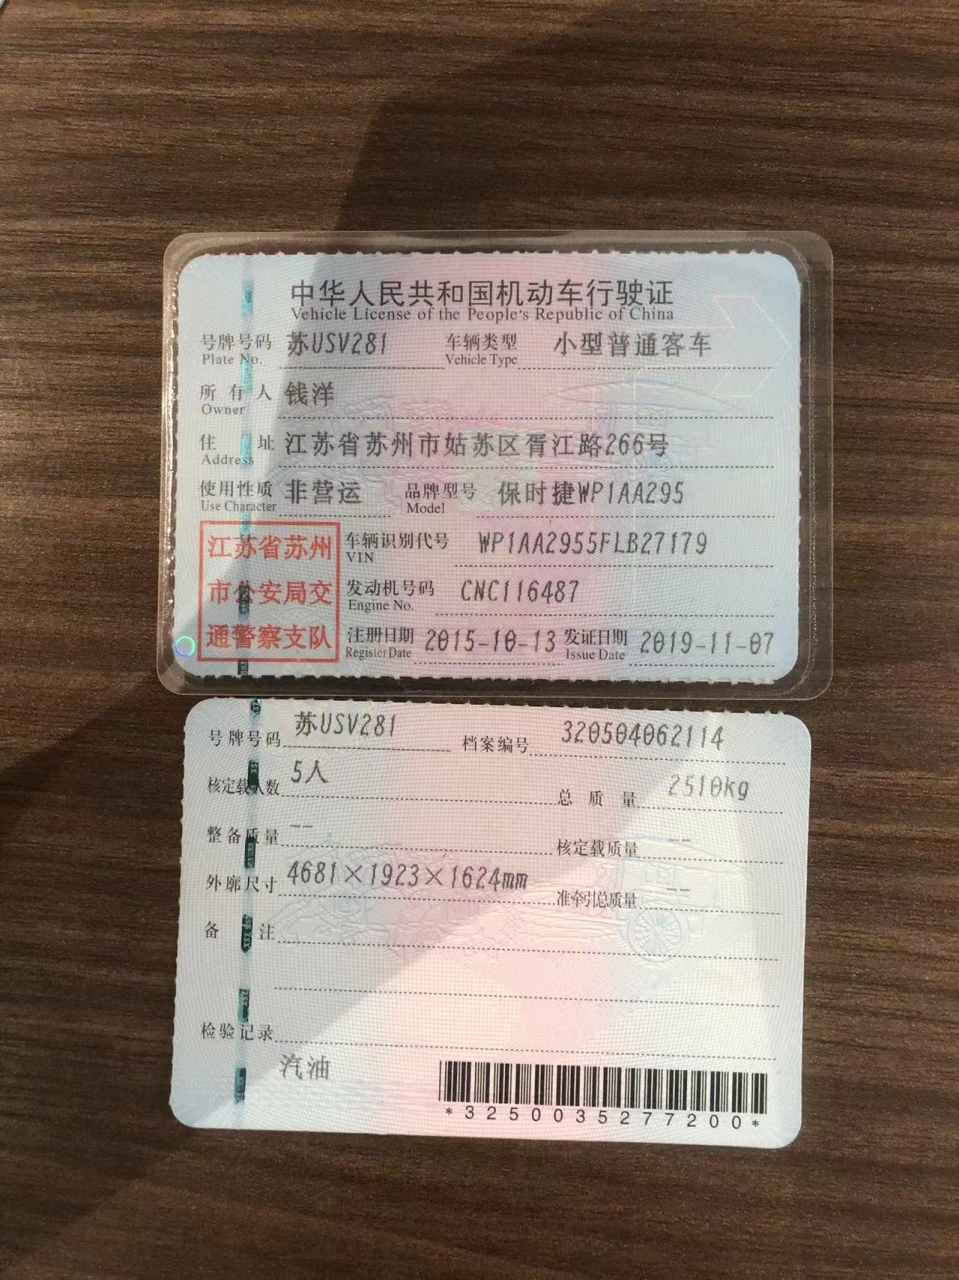 中华人民共和国机动车行驶证
Vehicle License of the People's Republic of China
号牌号码 苏USV281 车辆类型 小型普通客车
Plate No. Vehicle Type
所有人 钱洋
Owner
住址 江苏省苏州市姑苏区胥江路266号
Address
使用性质 非营运 品牌型号 保时捷WP1AA295
Use Character Model
江苏省苏州
市公安局交
通警察支队
车辆识别代号 WP1AA2955FLB27179
VIN
发动机号码 CNC116487
Engine No.
注册日期 2015-10-13 发证日期 2019-11-07
Register Date Issue Date
号牌号码 苏USV281 档案编号 320504062114
核定载人数 5人 总质量 2510kg
整备质量 -- 核定载质量 --
外廓尺寸 4681×1923×1624mm 准牵引总质量 --
备注
检验记录
汽油
*3250035277200*